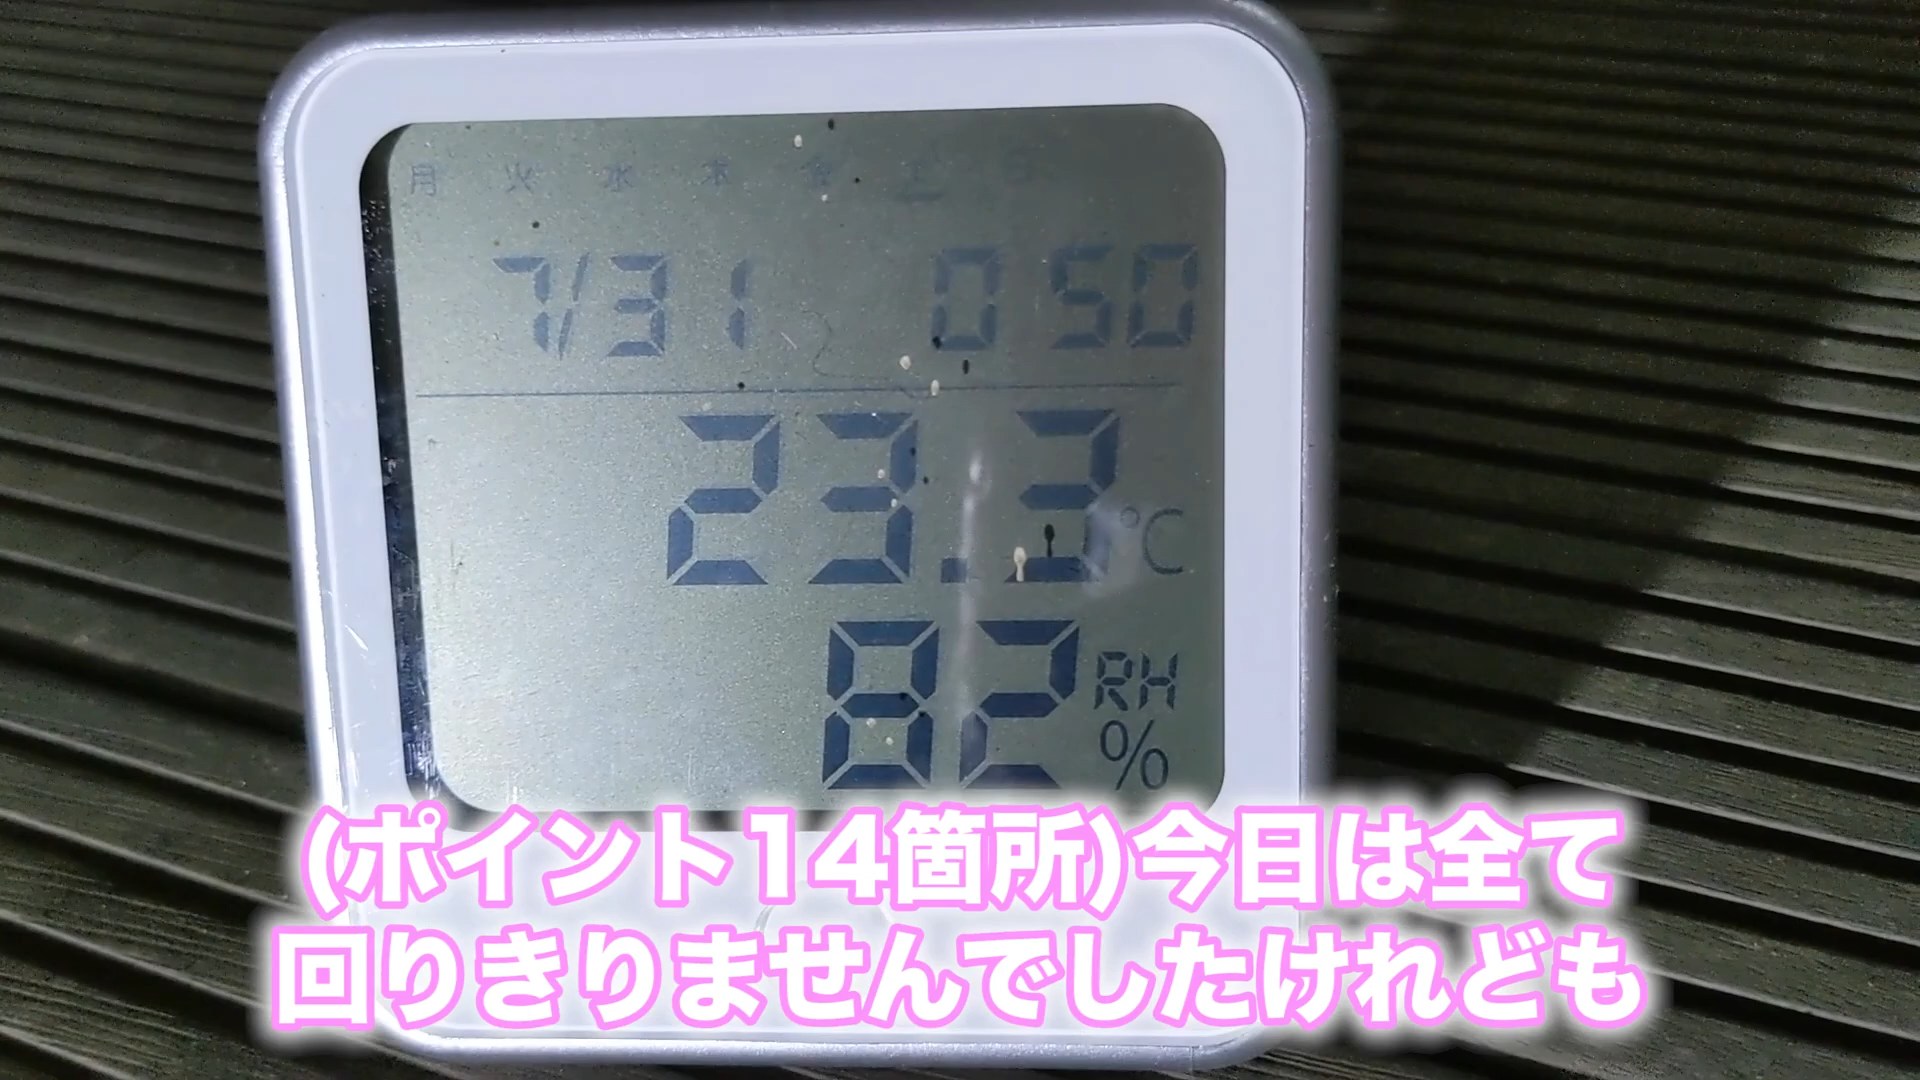 月 火 水 木 金 土 日
7/31 0 50
23.3 ℃
82 RH %
(ポイント14箇所)今日は全て
回りきりませんでしたけれども